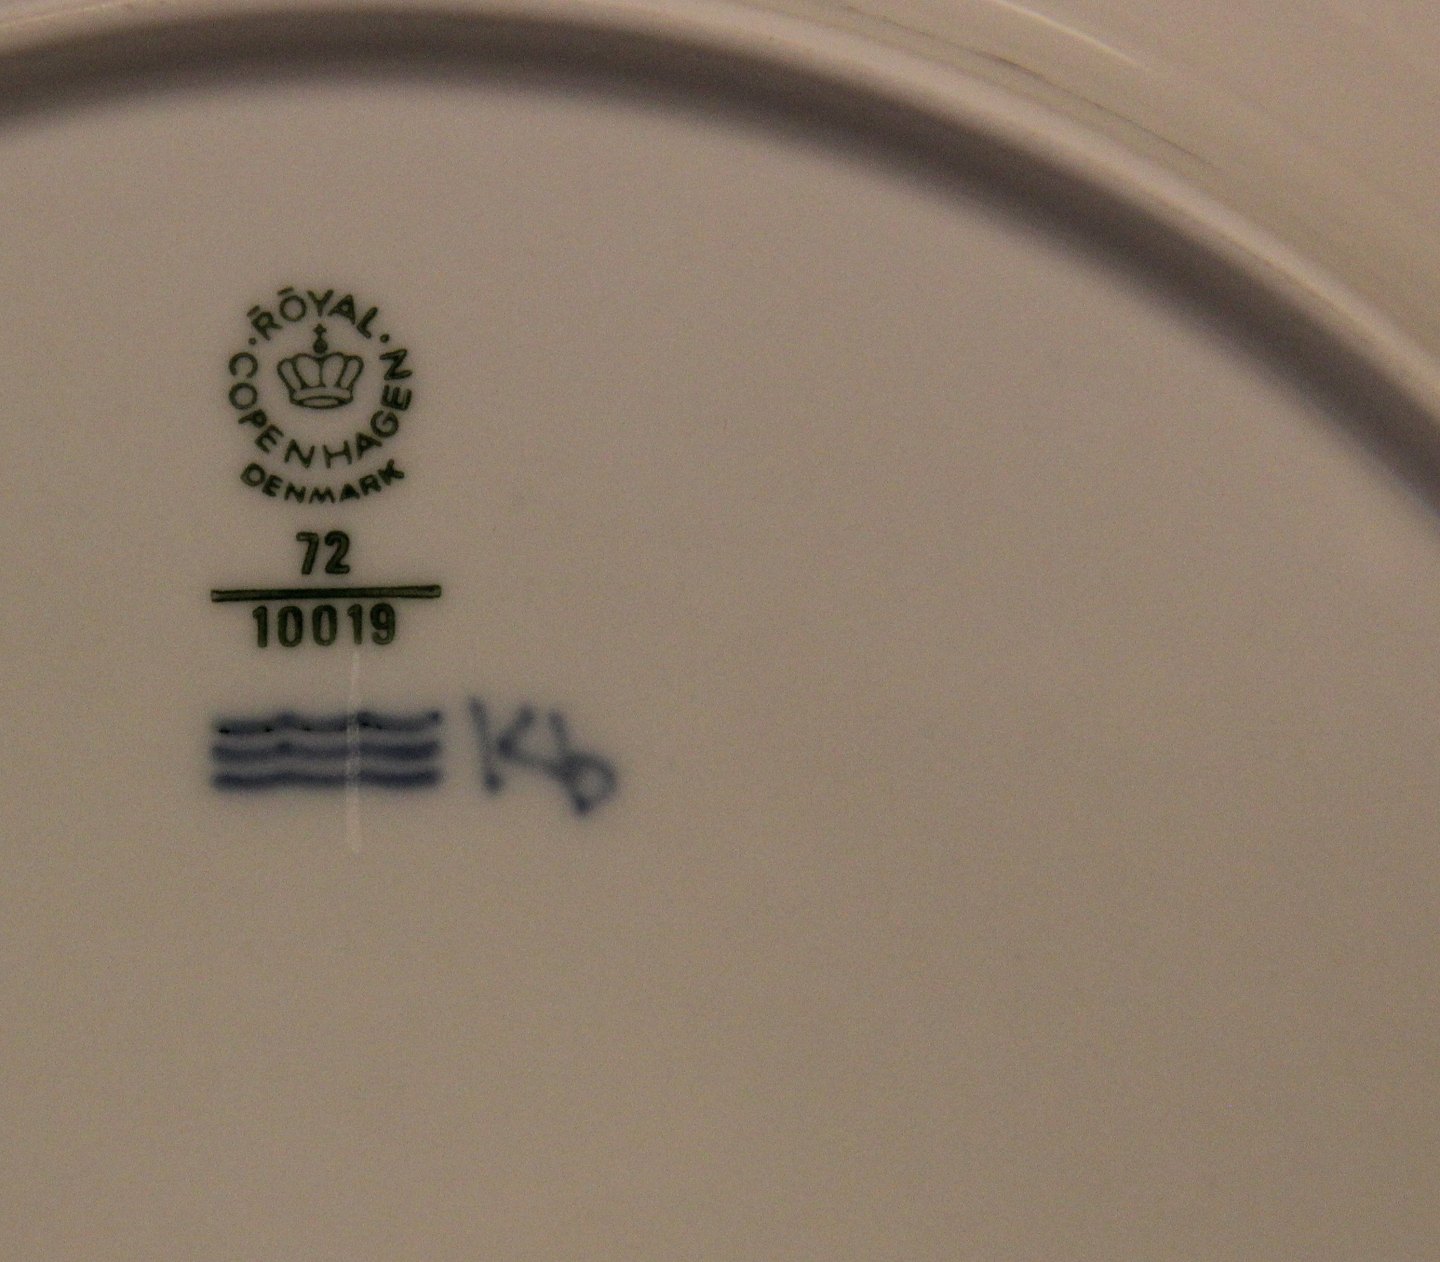 ROYAL
COPENHAGEN
DENMARK
72
10019